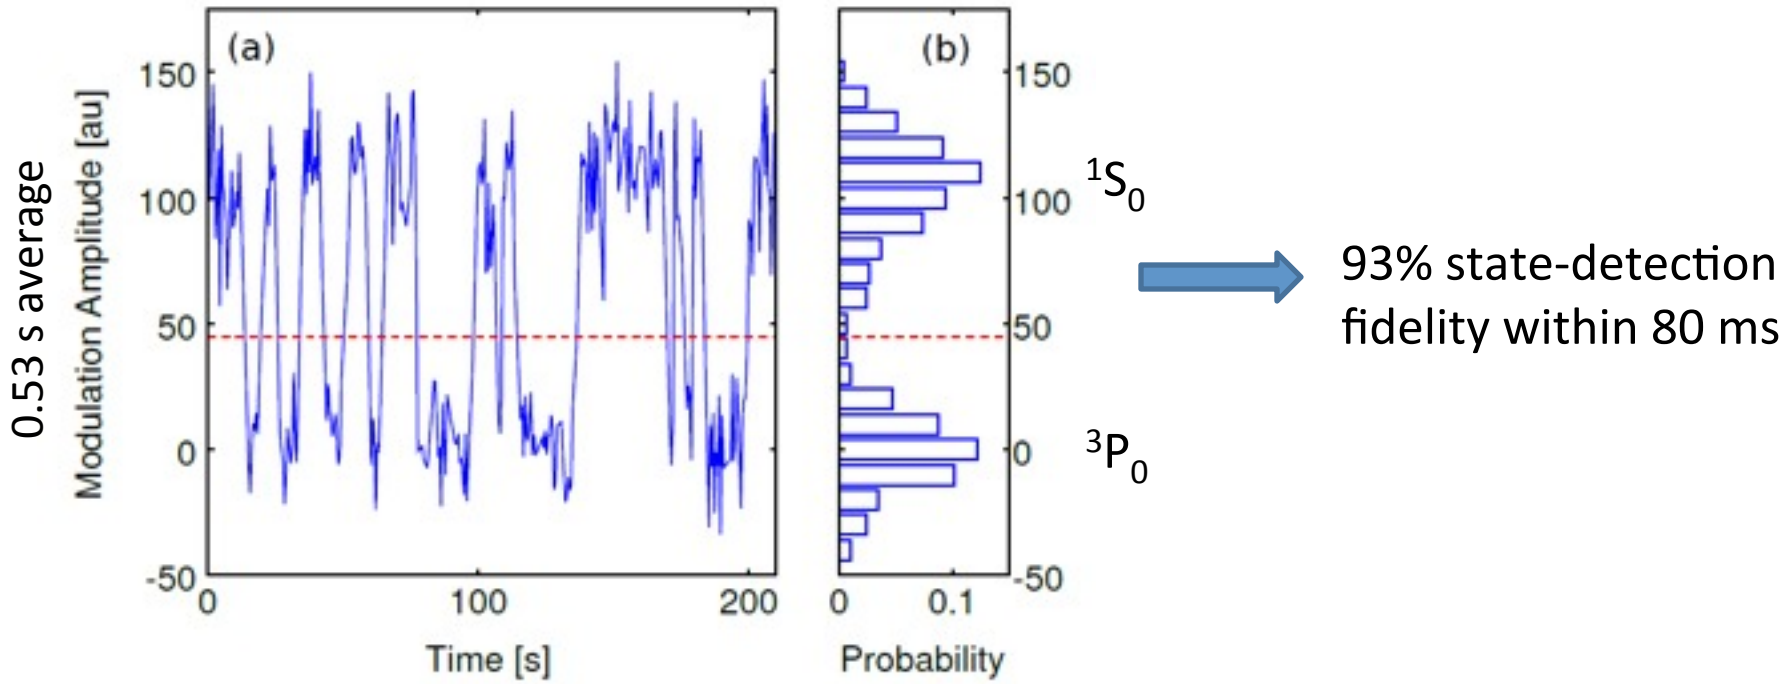 0.53 s average
Modulation Amplitude [au]
(a)
150
100
50
0
-50
0
100
200
Time [s]
(b)
150
100
50
0
-50
0
0.1
Probability
¹S₀
³P₀
93% state-detection
fidelity within 80 ms